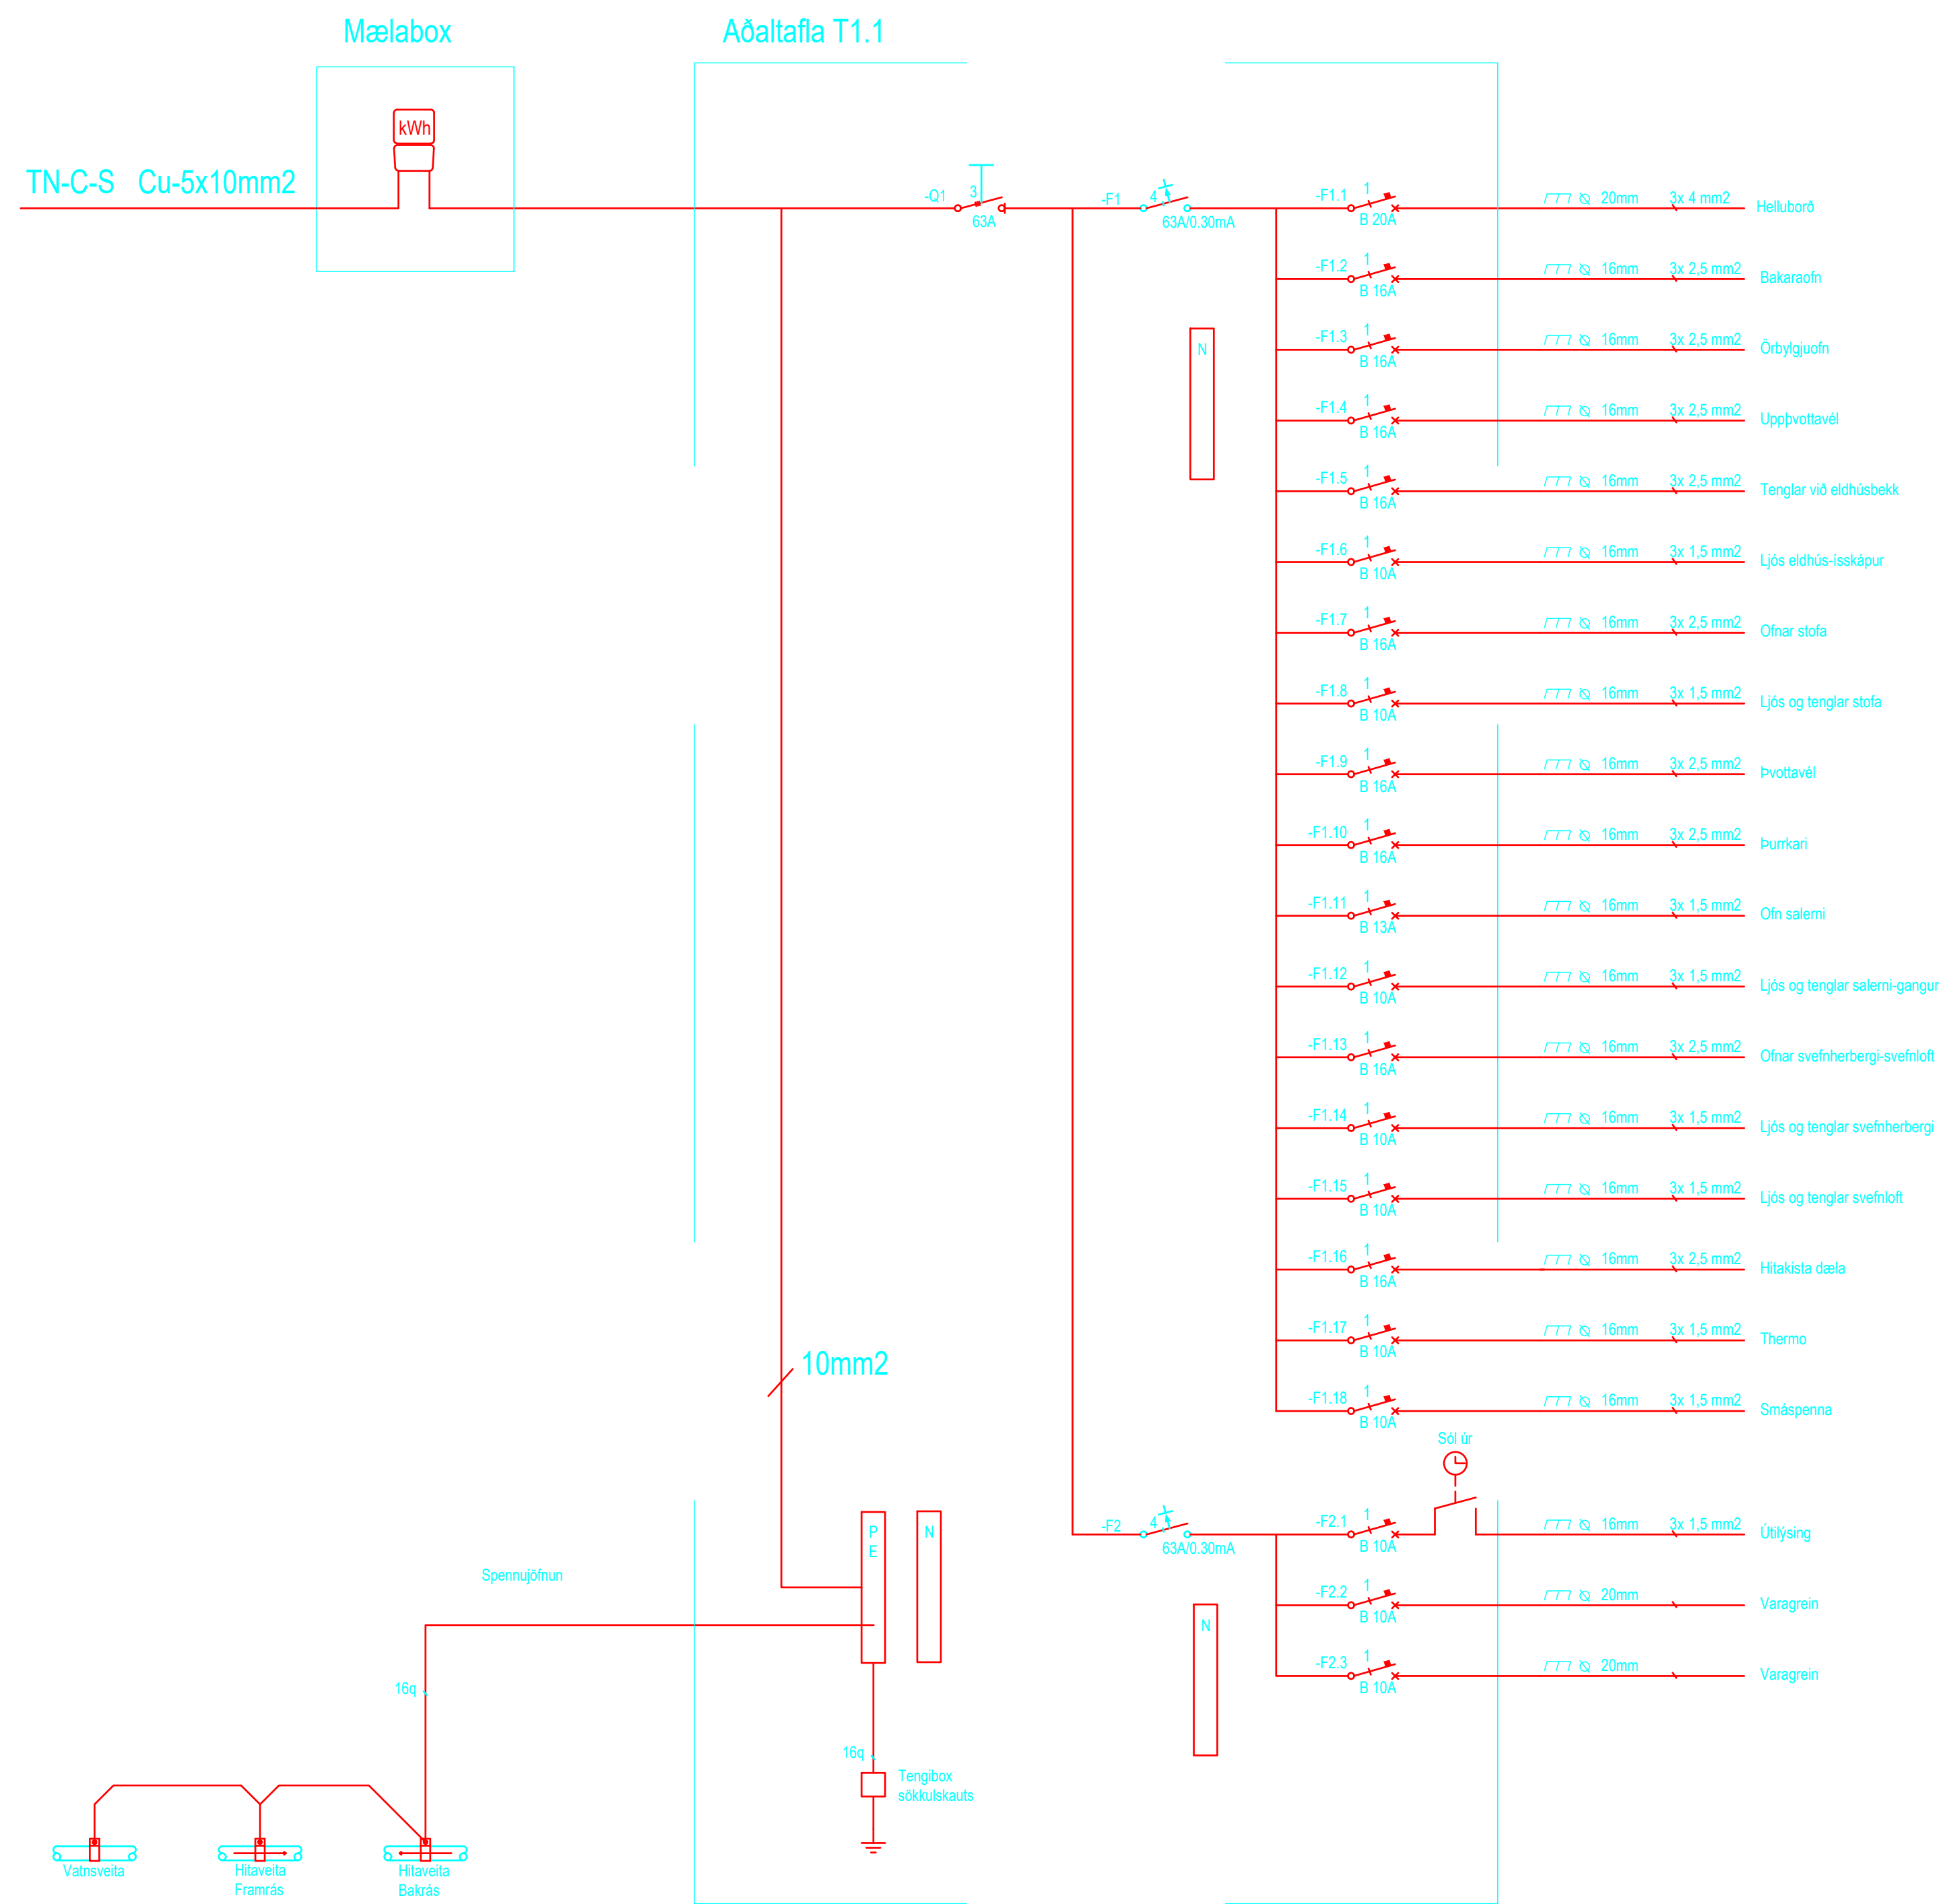 Mælabox
Aðaltafla T1.1
kWh
TN-C-S Cu-5x10mm2
-Q1 3 63A
-F1 4 63A/0.30mA
-F1.1 1 B 20A 20mm 3x 4 mm2 Helluborð
-F1.2 1 B 16A 16mm 3x 2,5 mm2 Bakaraofn
-F1.3 1 B 16A 16mm 3x 2,5 mm2 Örbylgjuofn
N
-F1.4 1 B 16A 16mm 3x 2,5 mm2 Uppþvottavél
-F1.5 1 B 16A 16mm 3x 2,5 mm2 Tenglar við eldhúsbekk
-F1.6 1 B 10A 16mm 3x 1,5 mm2 Ljós eldhús-ísskápur
-F1.7 1 B 16A 16mm 3x 2,5 mm2 Ofnar stofa
-F1.8 1 B 10A 16mm 3x 1,5 mm2 Ljós og tenglar stofa
-F1.9 1 B 16A 16mm 3x 2,5 mm2 Þvottavél
-F1.10 1 B 16A 16mm 3x 2,5 mm2 Þurrkari
-F1.11 1 B 13A 16mm 3x 1,5 mm2 Ofn salerni
-F1.12 1 B 10A 16mm 3x 1,5 mm2 Ljós og tenglar salerni-gangur
-F1.13 1 B 16A 16mm 3x 2,5 mm2 Ofnar svefnherbergi-svefnloft
-F1.14 1 B 10A 16mm 3x 1,5 mm2 Ljós og tenglar svefnherbergi
-F1.15 1 B 10A 16mm 3x 1,5 mm2 Ljós og tenglar svefnloft
-F1.16 1 B 16A 16mm 3x 2,5 mm2 Hitakista dæla
-F1.17 1 B 10A 16mm 3x 1,5 mm2 Thermo
10mm2
-F1.18 1 B 10A 16mm 3x 1,5 mm2 Smáspenna
Sól úr
-F2 4 63A/0.30mA
-F2.1 1 B 10A 16mm 3x 1,5 mm2 Útilýsing
P
E
N
Spennujöfnun
-F2.2 1 B 10A 20mm Varagrein
N
-F2.3 1 B 10A 20mm Varagrein
16q
16q
Tengibox
sökkulskauts
Vatnsveita
Hitaveita
Framrás
Hitaveita
Bakrás